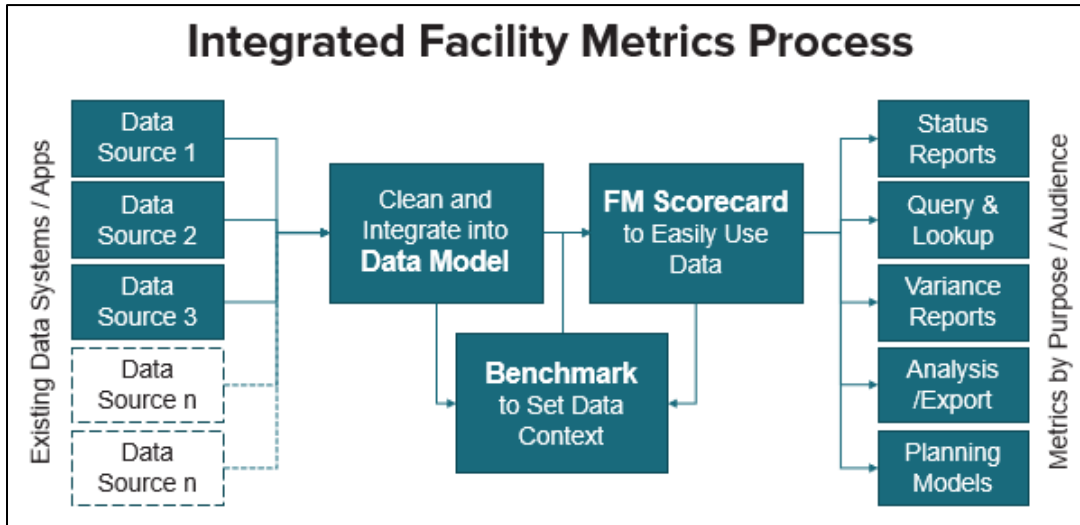 Integrated Facility Metrics Process
Existing Data Systems / Apps
Data
Source 1
Data
Source 2
Data
Source 3
Data
Source n
Data
Source n
Clean and
Integrate into
Data Model
Benchmark
to Set Data
Context
FM Scorecard
to Easily Use
Data
Status
Reports
Query &
Lookup
Variance
Reports
Analysis
/Export
Planning
Models
Metrics by Purpose / Audience